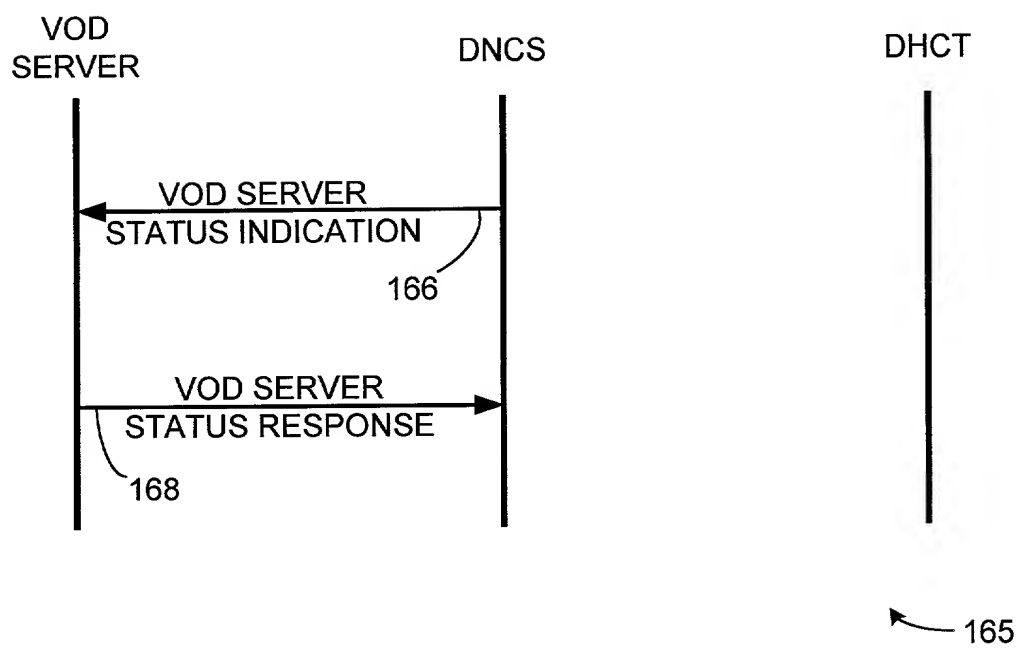 VOD
SERVER
DNCS
DHCT
VOD SERVER
STATUS INDICATION
166
VOD SERVER
STATUS RESPONSE
168
165